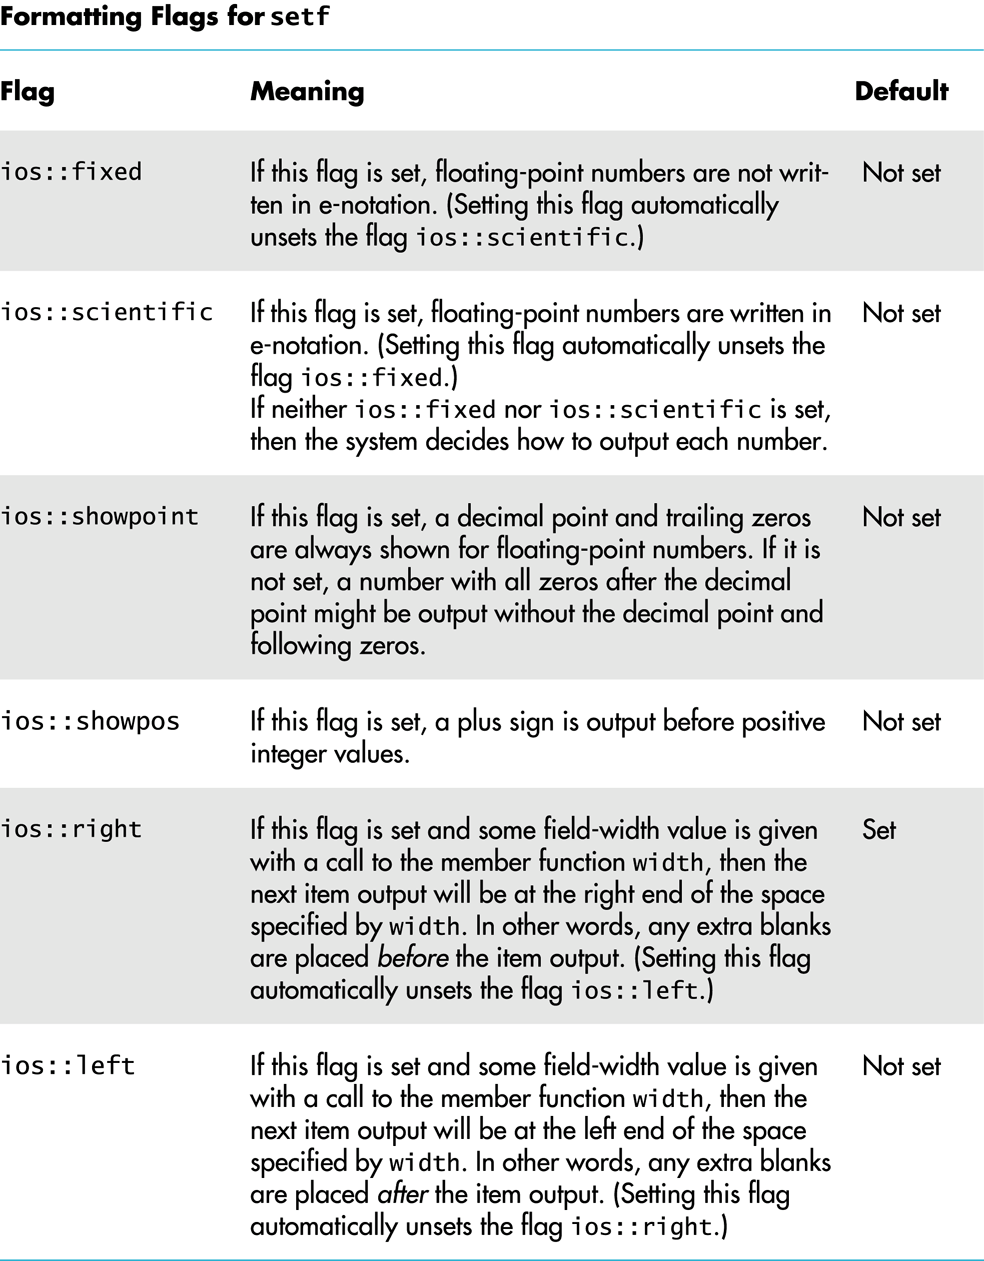 Formatting Flags for setf
Flag Meaning Default
ios::fixed If this flag is set, floating-point numbers are not writ- Not set
ten in e-notation. (Setting this flag automatically
unsets the flag ios::scientific.)
ios::scientific If this flag is set, floating-point numbers are written in Not set
e-notation. (Setting this flag automatically unsets the
flag ios::fixed.)
If neither ios::fixed nor ios::scientific is set,
then the system decides how to output each number.
ios::showpoint If this flag is set, a decimal point and trailing zeros Not set
are always shown for floating-point numbers. If it is
not set, a number with all zeros after the decimal
point might be output without the decimal point and
following zeros.
ios::showpos If this flag is set, a plus sign is output before positive Not set
integer values.
ios::right If this flag is set and some field-width value is given Set
with a call to the member function width, then the
next item output will be at the right end of the space
specified by width. In other words, any extra blanks
are placed before the item output. (Setting this flag
automatically unsets the flag ios::left.)
ios::left If this flag is set and some field-width value is given Not set
with a call to the member function width, then the
next item output will be at the left end of the space
specified by width. In other words, any extra blanks
are placed after the item output. (Setting this flag
automatically unsets the flag ios::right.)